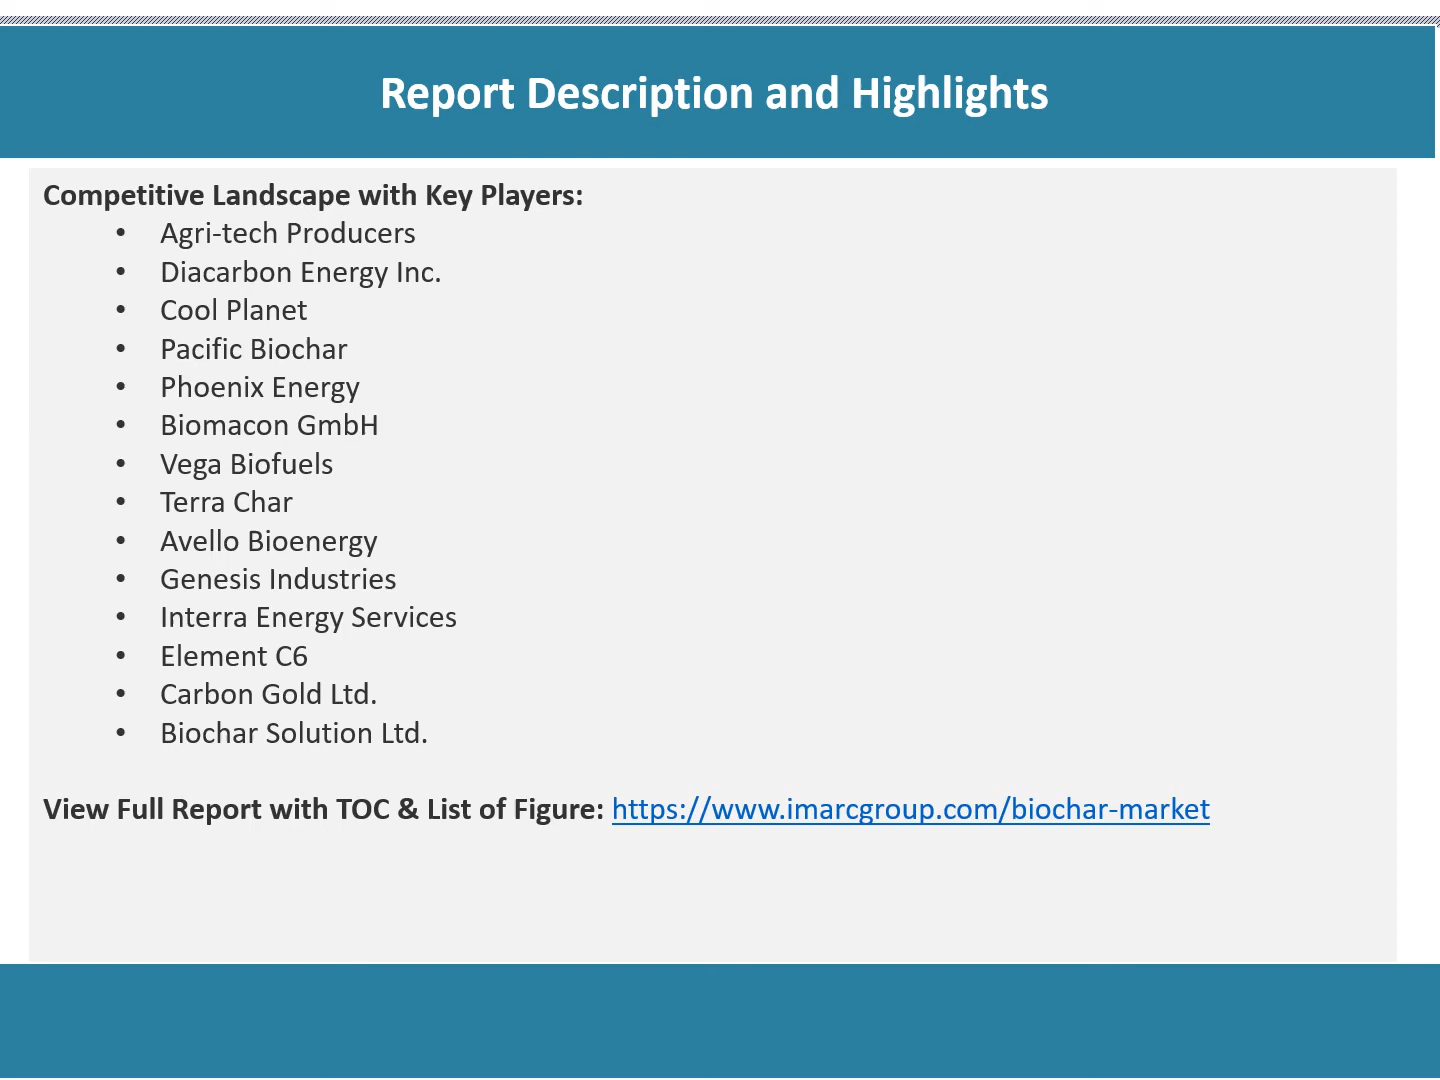 Report Description and Highlights
Competitive Landscape with Key Players:
• Agri-tech Producers
• Diacarbon Energy Inc.
• Cool Planet
• Pacific Biochar
• Phoenix Energy
• Biomacon GmbH
• Vega Biofuels
• Terra Char
• Avello Bioenergy
• Genesis Industries
• Interra Energy Services
• Element C6
• Carbon Gold Ltd.
• Biochar Solution Ltd.
View Full Report with TOC & List of Figure: https://www.imarcgroup.com/biochar-market